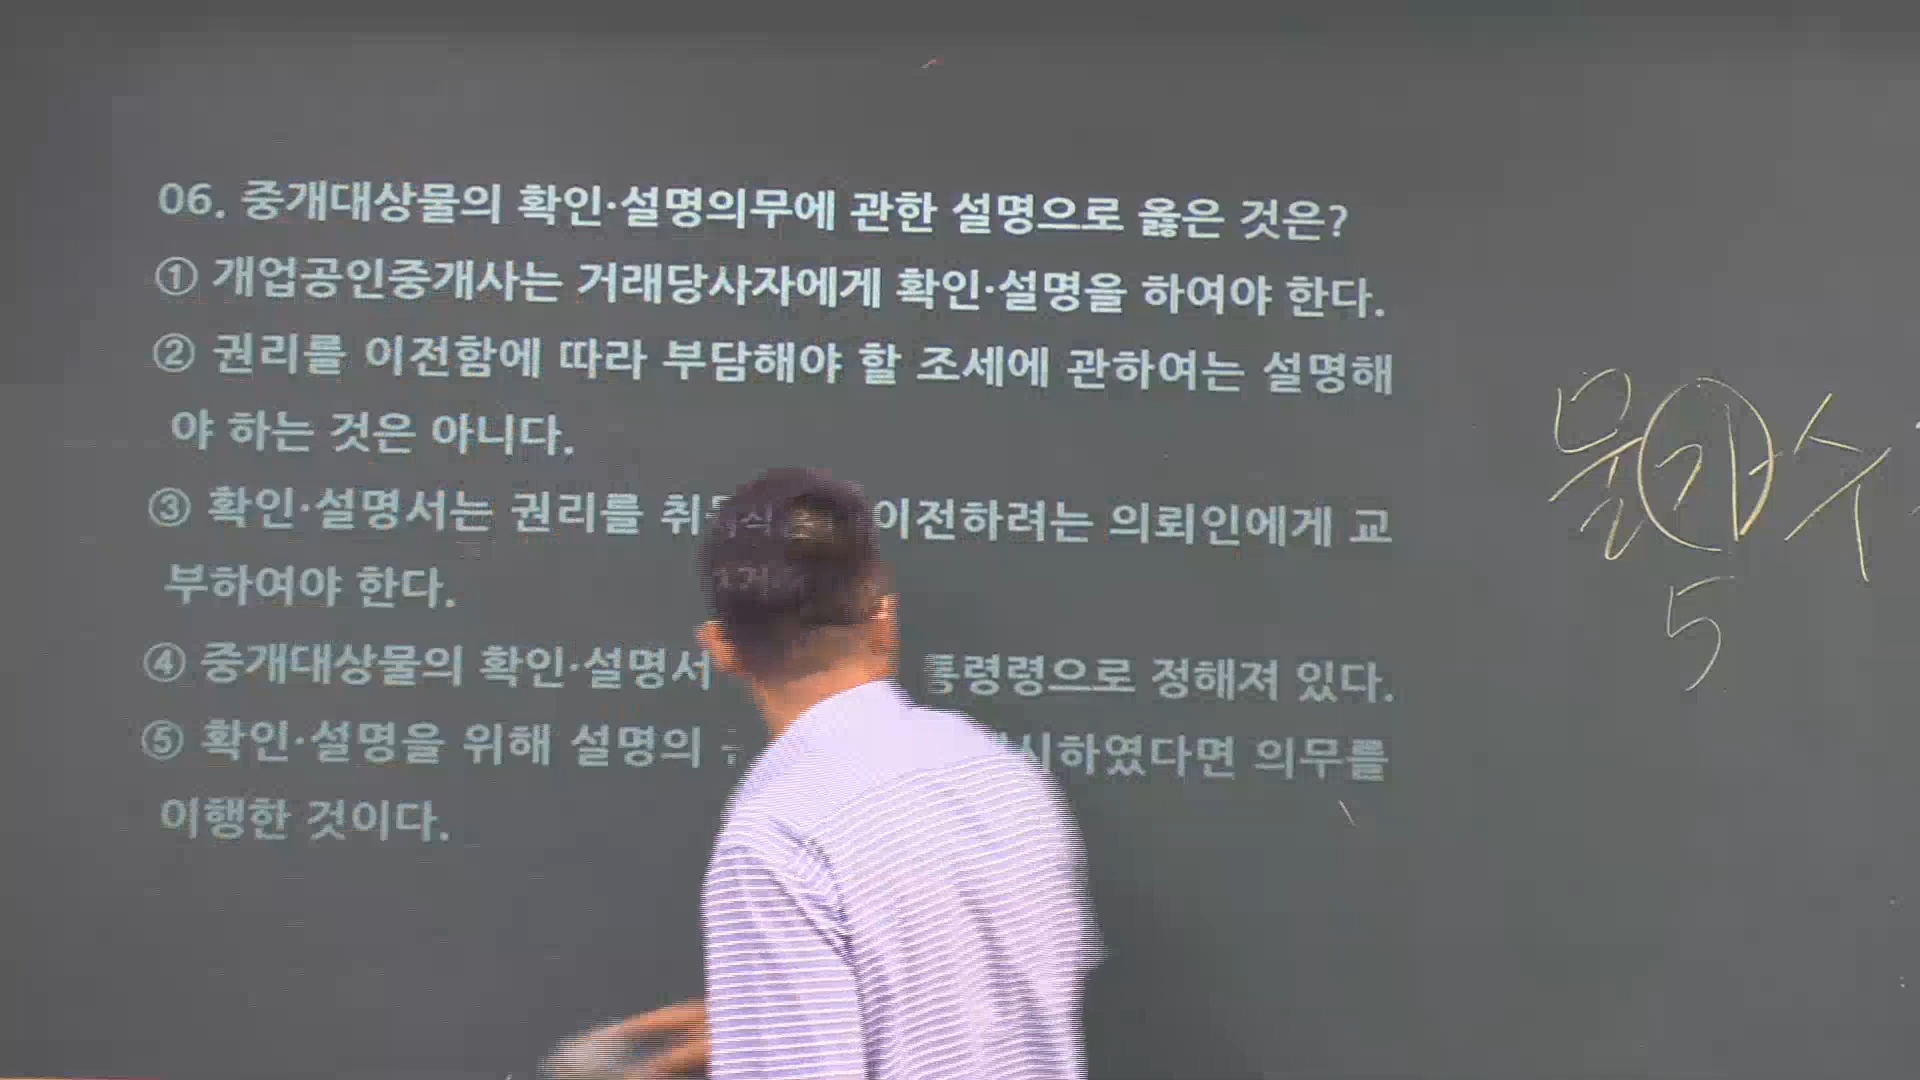 06. 중개대상물의 확인·설명의무에 관한 설명으로 옳은 것은?
① 개업공인중개사는 거래당사자에게 확인·설명을 하여야 한다.
② 권리를 이전함에 따라 부담해야 할 조세에 관하여는 설명해
야 하는 것은 아니다.
③ 확인·설명서는 권리를 이전하려는 의뢰인에게 교
부하여야 한다.
④ 중개대상물의 확인·설명서 통령령으로 정해져 있다.
⑤ 확인·설명을 위해 설명의 시하였다면 의무를
이행한 것이다.
물가수
5